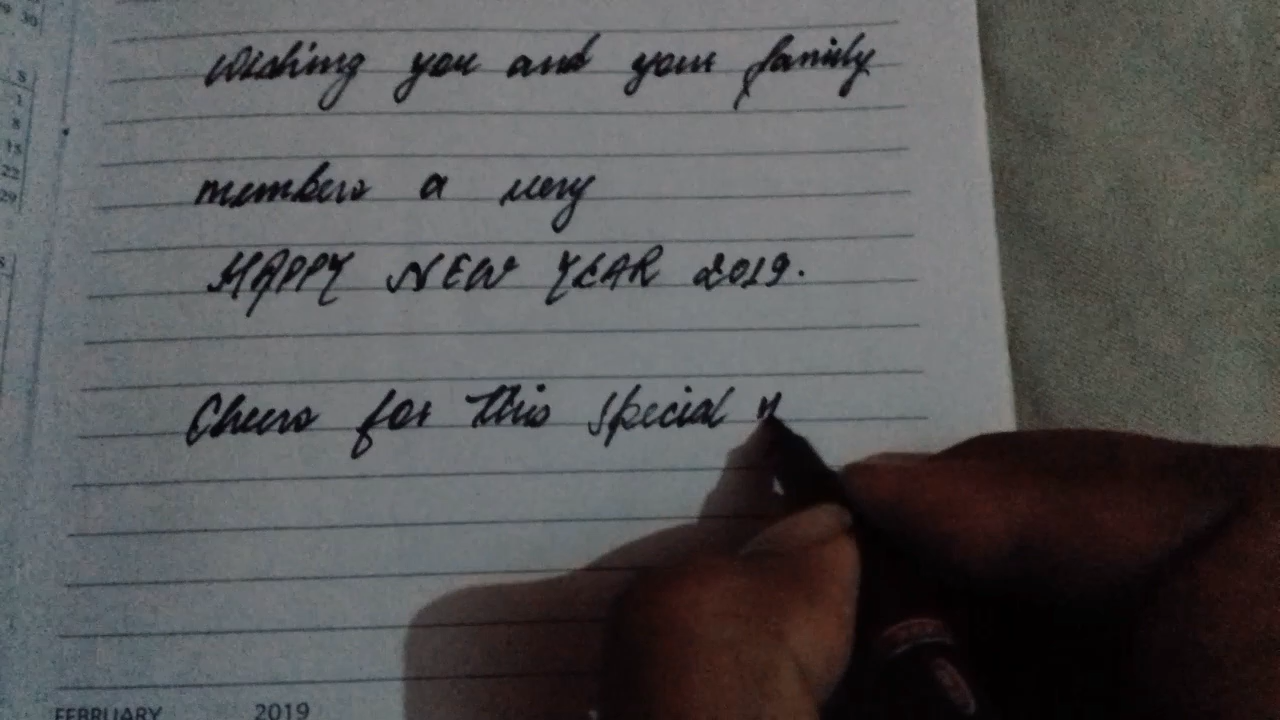 Wishing you and your family
members a very
HAPPY NEW YEAR 2019.
Cheers for this special
FEBRUARY 2019